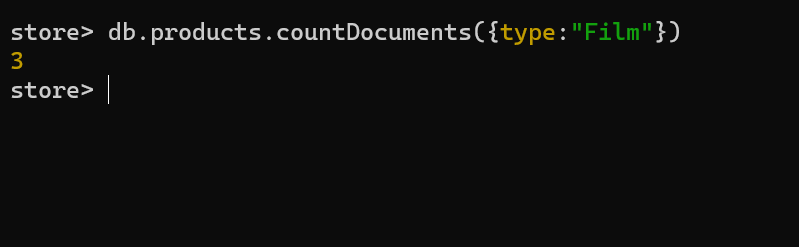 store> db.products.countDocuments({type:"Film"})
3
store>